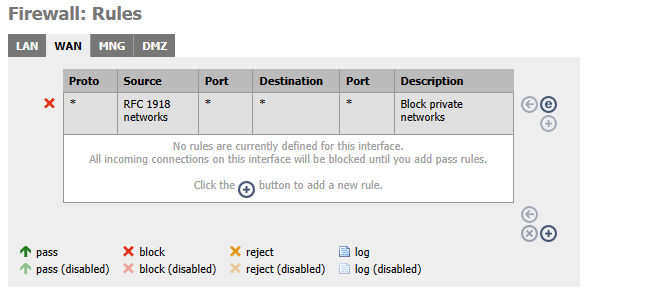 Firewall: Rules
LAN WAN MNG DMZ
Proto Source Port Destination Port Description
* RFC 1918 networks * * * Block private networks
No rules are currently defined for this interface.
All incoming connections on this interface will be blocked until you add pass rules.
Click the button to add a new rule.
pass block reject log
pass (disabled) block (disabled) reject (disabled) log (disabled)